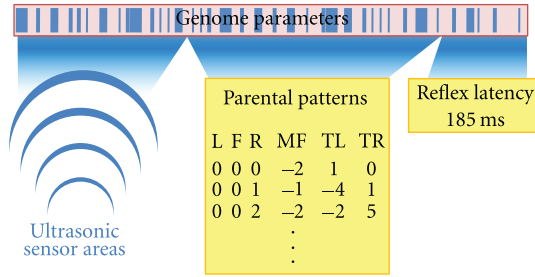 Genome parameters
Parental patterns
L F R MF TL TR
0 0 0 –2 1 0
0 0 1 –1 –4 1
0 0 2 –2 –2 5
.
.
.
Reflex latency
185 ms
Ultrasonic
sensor areas